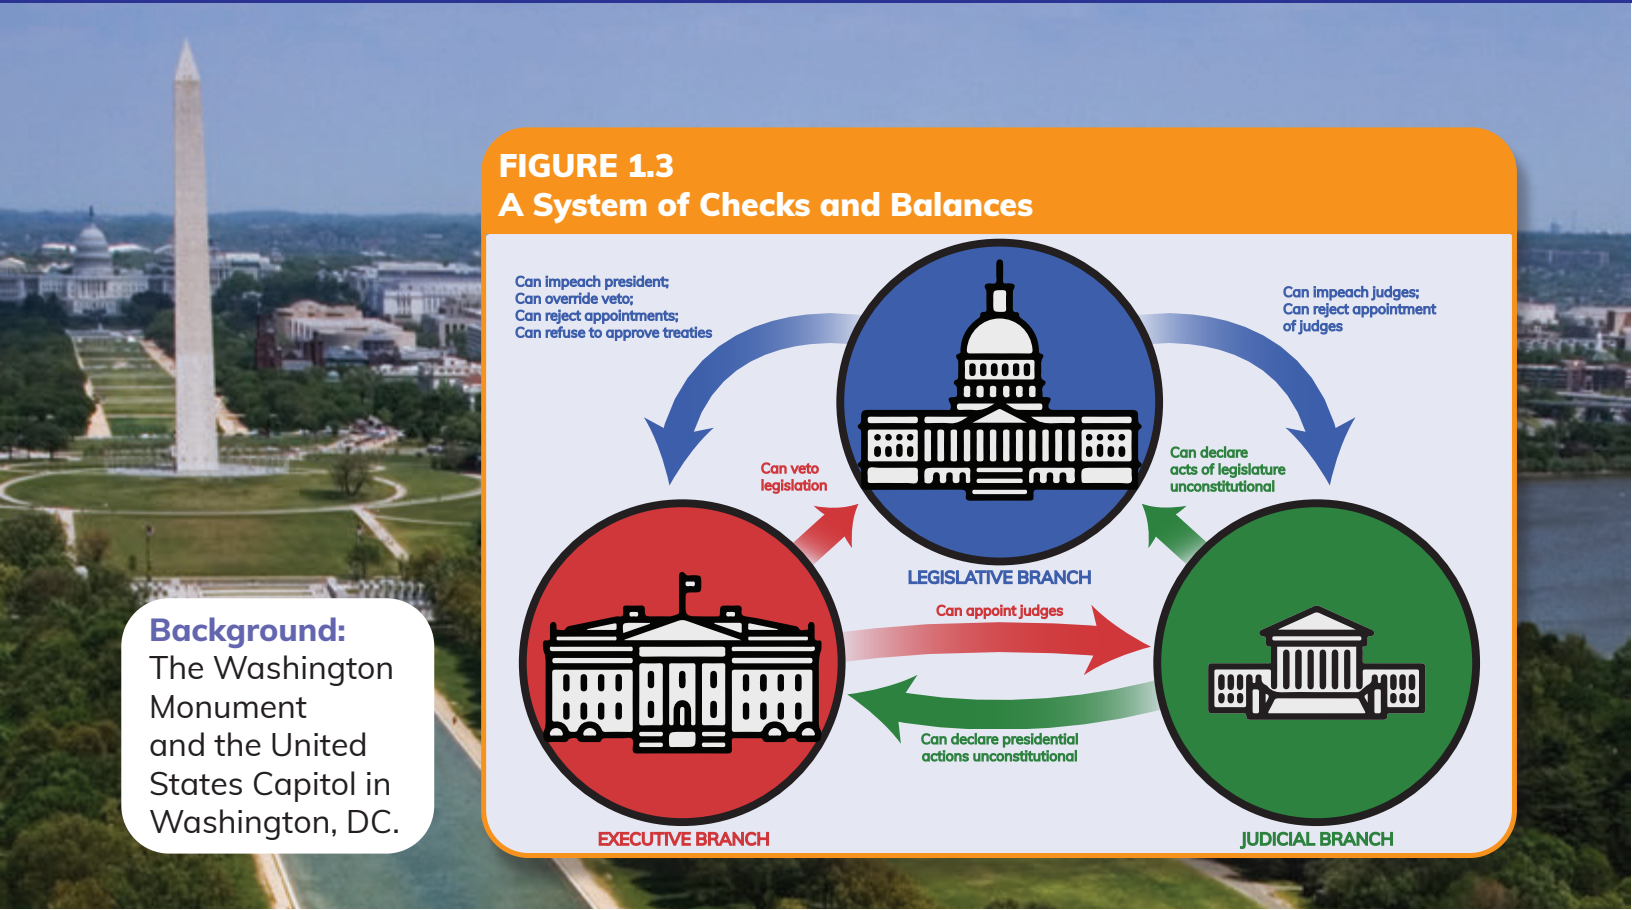 FIGURE 1.3
A System of Checks and Balances
Can impeach president;
Can override veto;
Can reject appointments;
Can refuse to approve treaties
Can impeach judges;
Can reject appointment
of judges
Can veto
legislation
Can declare
acts of legislature
unconstitutional
LEGISLATIVE BRANCH
Can appoint judges
Can declare presidential
actions unconstitutional
EXECUTIVE BRANCH
JUDICIAL BRANCH
Background:
The Washington
Monument
and the United
States Capitol in
Washington, DC.